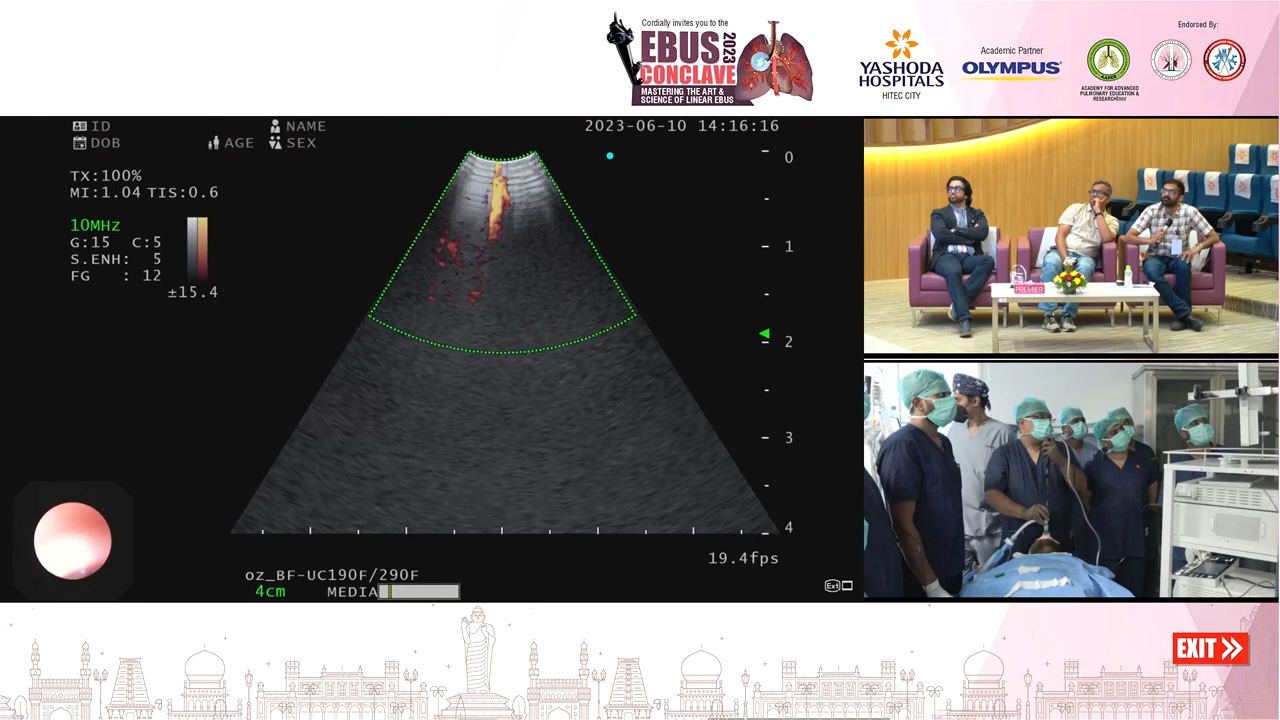 Cordially invites you to the
EBUS
CONCLAVE
2023
MASTERING THE ART &
SCIENCE OF LINEAR EBUS
YASHODA
HOSPITALS
HITEC CITY
Academic Partner
OLYMPUS
Endorsed By:
ACADEMY FOR ADVANCED
PULMONARY EDUCATION &
ID
NAME
DOB
AGE
SEX
2023-06-10 14:16:16
TX:100%
MI:1.04 TIS:0.6
10MHz
G:15 C:5
S.ENH: 5
FG : 12
±15.4
0
1
2
3
4
19.4fps
oz_BF-UC190F/290F
4cm MEDIA
Ext
PREMIER
EXIT